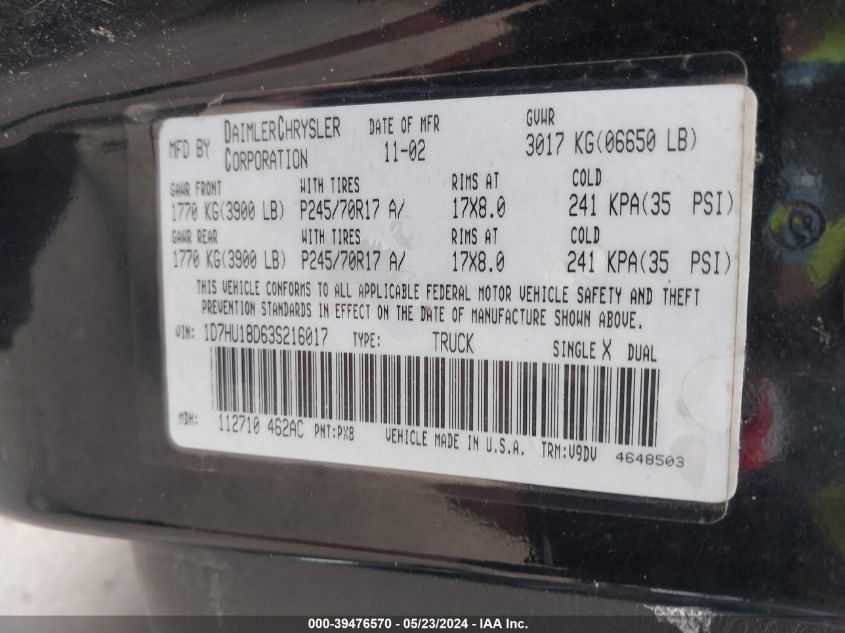 MFD BY DAIMLERCHRYSLER CORPORATION DATE OF MFR 11-02 GVWR 3017 KG(06650 LB)
GAWR FRONT WITH TIRES RIMS AT COLD
1770 KG(3900 LB) P245/70R17 A/ 17X8.0 241 KPA(35 PSI)
GAWR REAR WITH TIRES RIMS AT COLD
1770 KG(3900 LB) P245/70R17 A/ 17X8.0 241 KPA(35 PSI)
THIS VEHICLE CONFORMS TO ALL APPLICABLE FEDERAL MOTOR VEHICLE SAFETY AND THEFT
PREVENTION STANDARDS IN EFFECT ON THE DATE OF MANUFACTURE SHOWN ABOVE.
VIN: 1D7HU18D63S216017 TYPE: TRUCK SINGLE X DUAL
MDH: 112710 462AC PNT:PX8 VEHICLE MADE IN U.S.A. TRM:V9DV 4648503
000-39476570 - 05/23/2024 - IAA Inc.